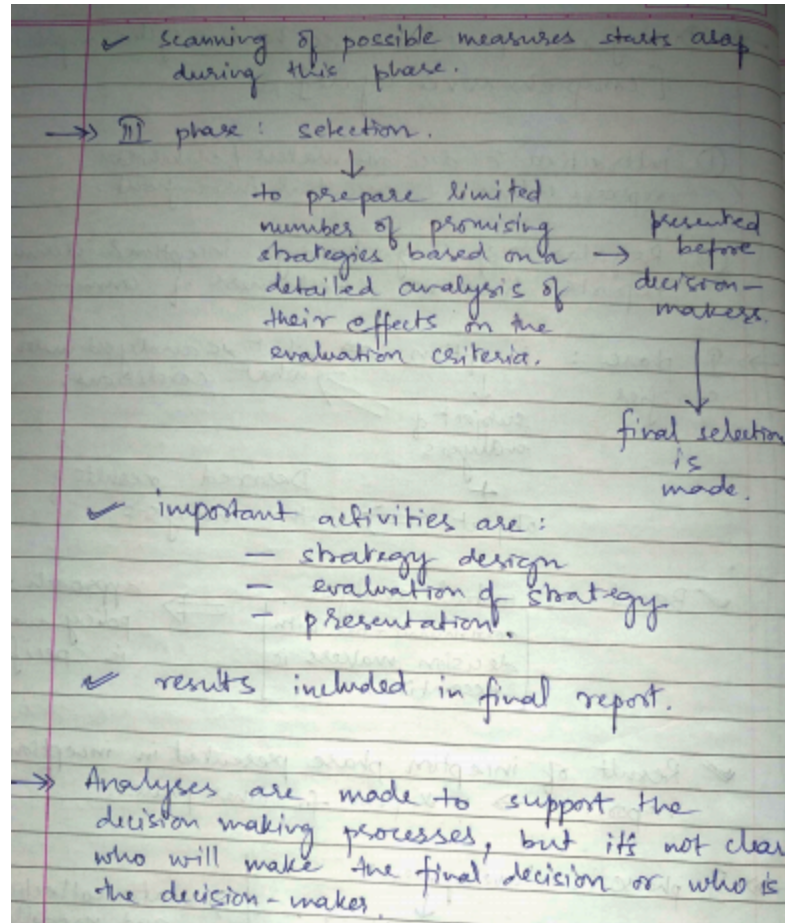 ✓ scanning of possible measures starts asap
during this phase.
→» III phase : selection.
↓
to prepare limited
number of promising
strategies based on a → presented before decision-makers.
detailed analysis of
their effects on the
evaluation criteria.
↓
final selection
is
made.
✓ important activities are :
— strategy design
— evaluation of strategy
— presentation.
✓ results included in final report.
→» Analyses are made to support the
decision making processes, but it's not clear
who will make the final decision or who is
the decision-maker.